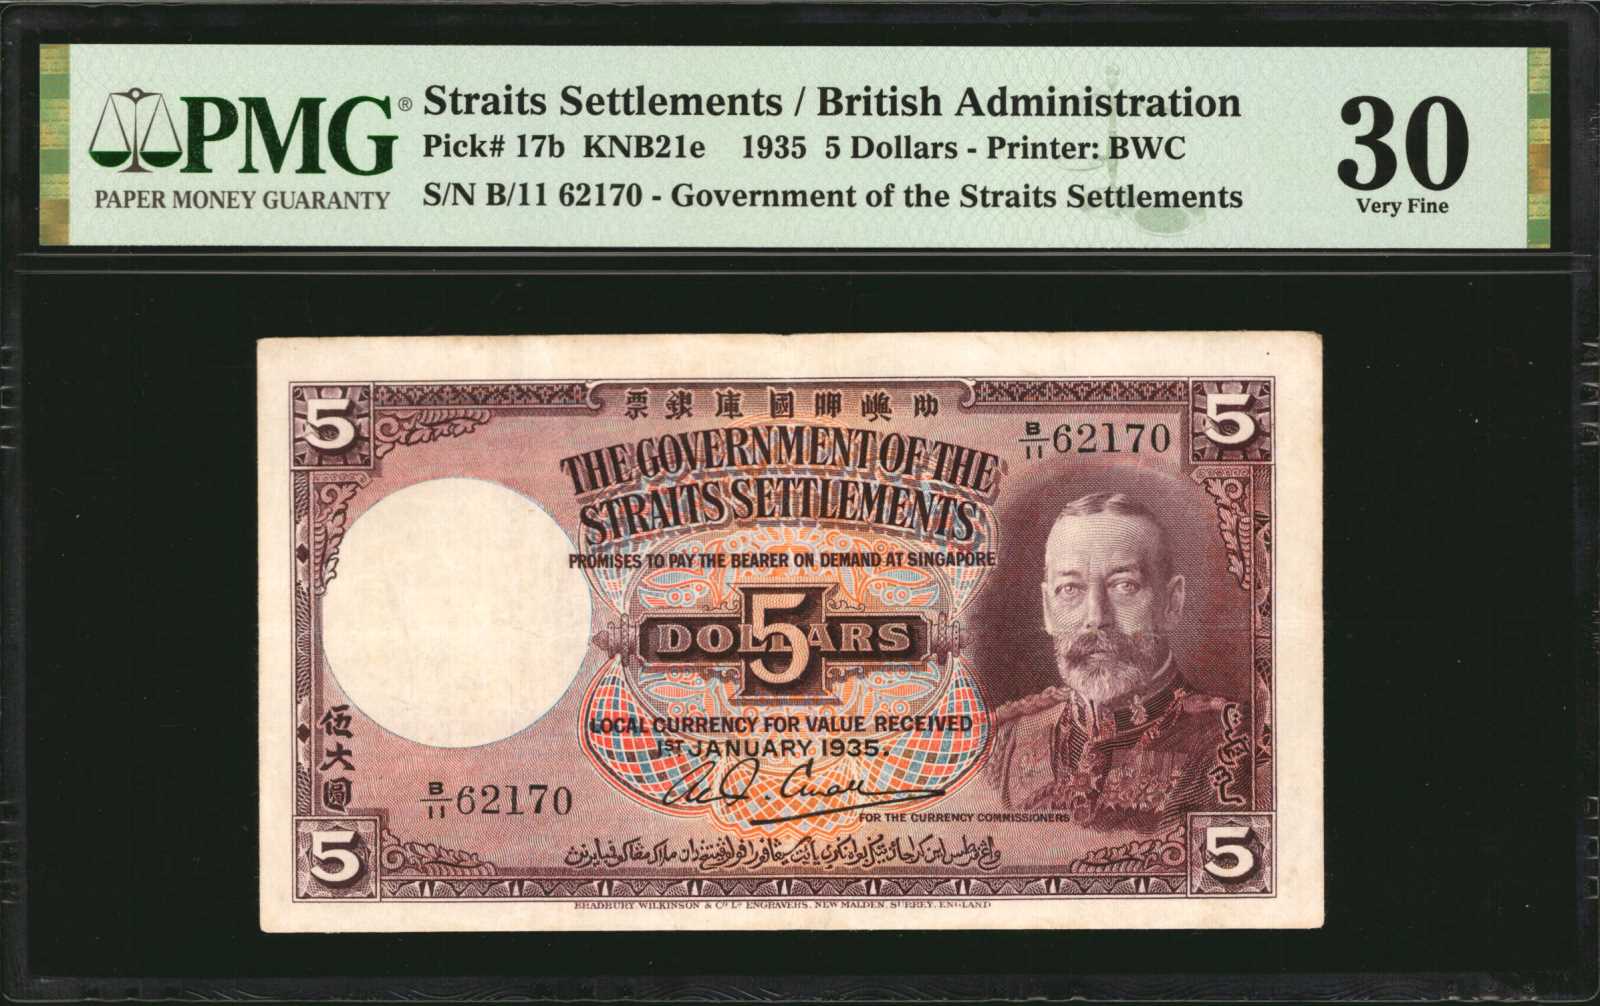 PMG®
PAPER MONEY GUARANTY
Straits Settlements / British Administration
Pick# 17b KNB21e 1935 5 Dollars - Printer: BWC
S/N B/11 62170 - Government of the Straits Settlements
30
Very Fine
5
5
票銀庫國岬嶼叻
B/11 62170
THE GOVERNMENT OF THE
STRAITS SETTLEMENTS
PROMISES TO PAY THE BEARER ON DEMAND AT SINGAPORE
5
DOLLARS
LOCAL CURRENCY FOR VALUE RECEIVED
1ST JANUARY 1935.
伍大圓
B/11 62170
FOR THE CURRENCY COMMISSIONERS
5
5
BRADBURY, WILKINSON & Co Ld ENGRAVERS, NEW MALDEN, SURREY, ENGLAND